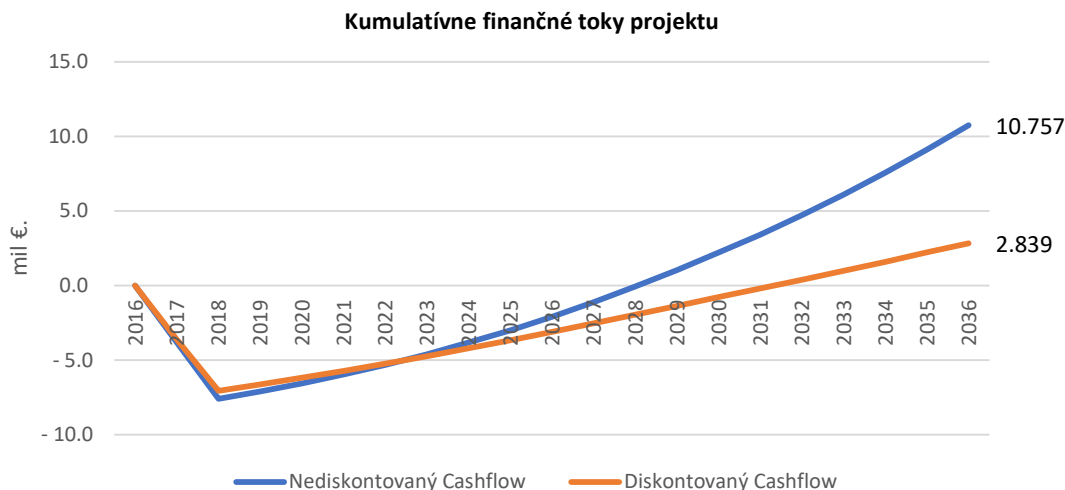 Kumulatívne finančné toky projektu
15.0
10.0
5.0
0.0
- 5.0
- 10.0
mil €.
2016 2017 2018 2019 2020 2021 2022 2023 2024 2025 2026 2027 2028 2029 2030 2031 2032 2033 2034 2035 2036
10.757
2.839
Nediskontovaný Cashflow Diskontovaný Cashflow